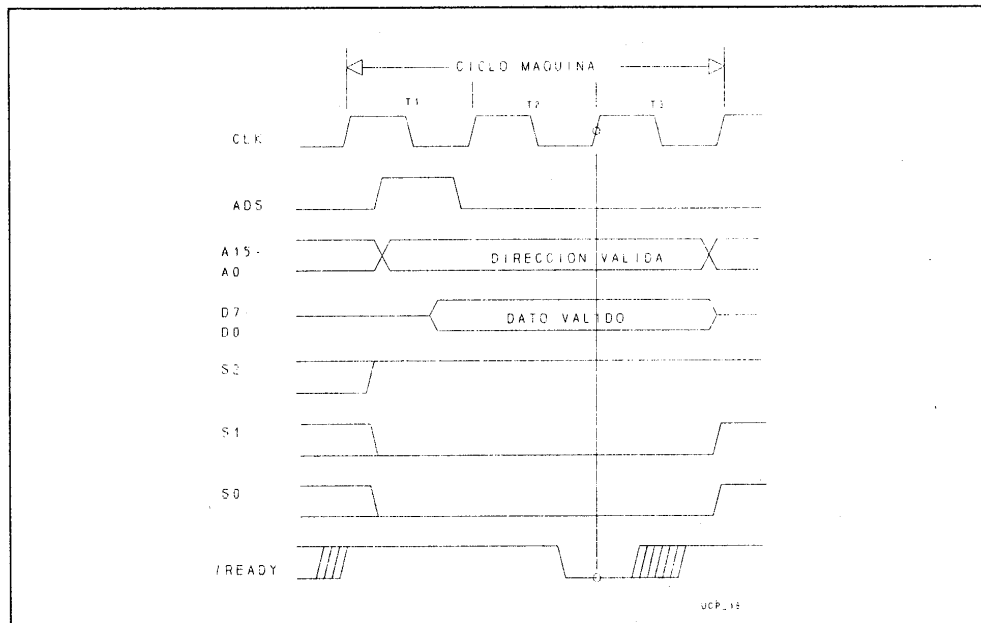 CICLO MAQUINA
T1 T2 T3
CLK
ADS
A15-
A0
DIRECCION VALIDA
D7-
D0
DATO VALIDO
S2
S1
S0
/READY